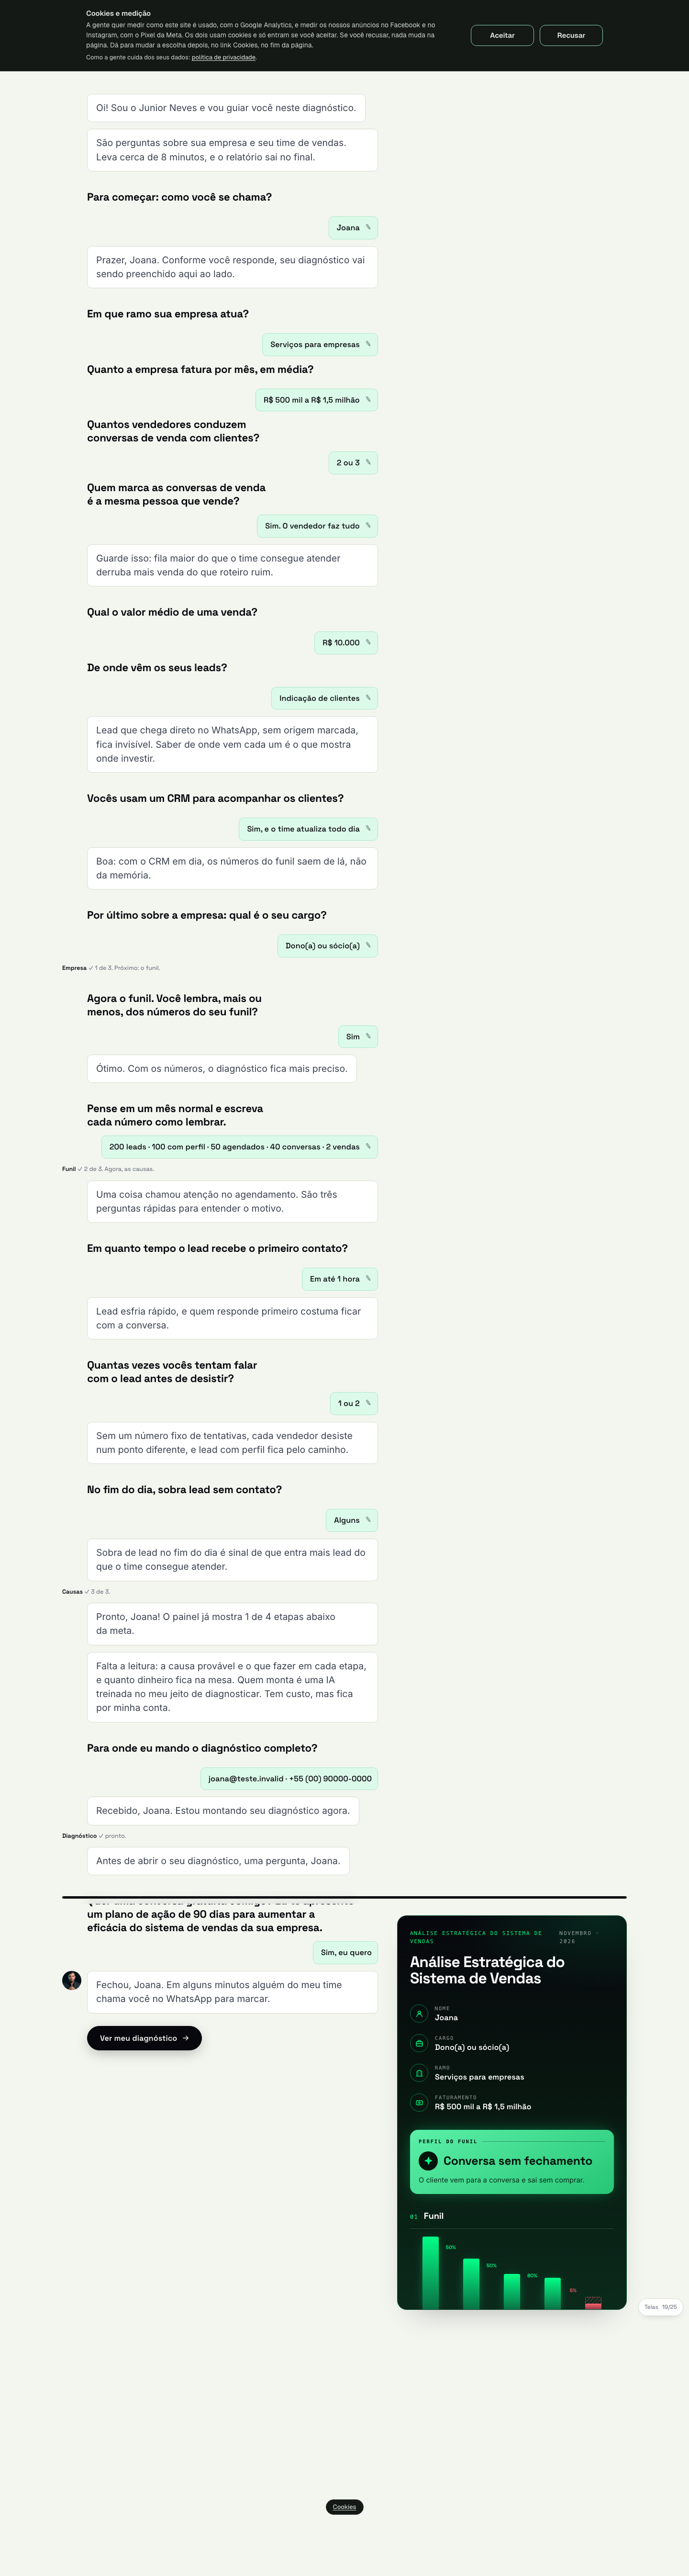 Cookies e medição
A gente quer medir como este site é usado, com o Google Analytics, e medir os nossos anúncios no Facebook e no
Instagram, com o Pixel da Meta. Os dois usam cookies e só entram se você aceitar. Se você recusar, nada muda na
página. Dá para mudar a escolha depois, no link Cookies, no fim da página.
Como a gente cuida dos seus dados: política de privacidade.
Aceitar
Recusar
Oi! Sou o Junior Neves e vou guiar você neste diagnóstico.
São perguntas sobre sua empresa e seu time de vendas.
Leva cerca de 8 minutos, e o relatório sai no final.
Para começar: como você se chama?
Joana
Prazer, Joana. Conforme você responde, seu diagnóstico vai
sendo preenchido aqui ao lado.
Em que ramo sua empresa atua?
Serviços para empresas
Quanto a empresa fatura por mês, em média?
R$ 500 mil a R$ 1,5 milhão
Quantos vendedores conduzem
conversas de venda com clientes?
2 ou 3
Quem marca as conversas de venda
é a mesma pessoa que vende?
Sim. O vendedor faz tudo
Guarde isso: fila maior do que o time consegue atender
derruba mais venda do que roteiro ruim.
Qual o valor médio de uma venda?
R$ 10.000
De onde vêm os seus leads?
Indicação de clientes
Lead que chega direto no WhatsApp, sem origem marcada,
fica invisível. Saber de onde vem cada um é o que mostra
onde investir.
Vocês usam um CRM para acompanhar os clientes?
Sim, e o time atualiza todo dia
Boa: com o CRM em dia, os números do funil saem de lá, não
da memória.
Por último sobre a empresa: qual é o seu cargo?
Dono(a) ou sócio(a)
Empresa ✓ 1 de 3. Próximo: o funil.
Agora o funil. Você lembra, mais ou
menos, dos números do seu funil?
Sim
Ótimo. Com os números, o diagnóstico fica mais preciso.
Pense em um mês normal e escreva
cada número como lembrar.
200 leads · 100 com perfil · 50 agendados · 40 conversas · 2 vendas
Funil ✓ 2 de 3. Agora, as causas.
Uma coisa chamou atenção no agendamento. São três
perguntas rápidas para entender o motivo.
Em quanto tempo o lead recebe o primeiro contato?
Em até 1 hora
Lead esfria rápido, e quem responde primeiro costuma ficar
com a conversa.
Quantas vezes vocês tentam falar
com o lead antes de desistir?
1 ou 2
Sem um número fixo de tentativas, cada vendedor desiste
num ponto diferente, e lead com perfil fica pelo caminho.
No fim do dia, sobra lead sem contato?
Alguns
Sobra de lead no fim do dia é sinal de que entra mais lead do
que o time consegue atender.
Causas ✓ 3 de 3.
Pronto, Joana! O painel já mostra 1 de 4 etapas abaixo
da meta.
Falta a leitura: a causa provável e o que fazer em cada etapa,
e quanto dinheiro fica na mesa. Quem monta é uma IA
treinada no meu jeito de diagnosticar. Tem custo, mas fica
por minha conta.
Para onde eu mando o diagnóstico completo?
joana@teste.invalid · +55 (00) 90000-0000
Recebido, Joana. Estou montando seu diagnóstico agora.
Diagnóstico ✓ pronto.
Antes de abrir o seu diagnóstico, uma pergunta, Joana.
um plano de ação de 90 dias para aumentar a
eficácia do sistema de vendas da sua empresa.
Sim, eu quero
Fechou, Joana. Em alguns minutos alguém do meu time
chama você no WhatsApp para marcar.
Ver meu diagnóstico →
ANÁLISE ESTRATÉGICA DO SISTEMA DE
VENDAS
NOVEMBRO ·
2026
Análise Estratégica do
Sistema de Vendas
NOME
Joana
CARGO
Dono(a) ou sócio(a)
RAMO
Serviços para empresas
FATURAMENTO
R$ 500 mil a R$ 1,5 milhão
PERFIL DO FUNIL
Conversa sem fechamento
O cliente vem para a conversa e sai sem comprar.
01 Funil
50%
50%
80%
5%
Telas 19/25
Cookies